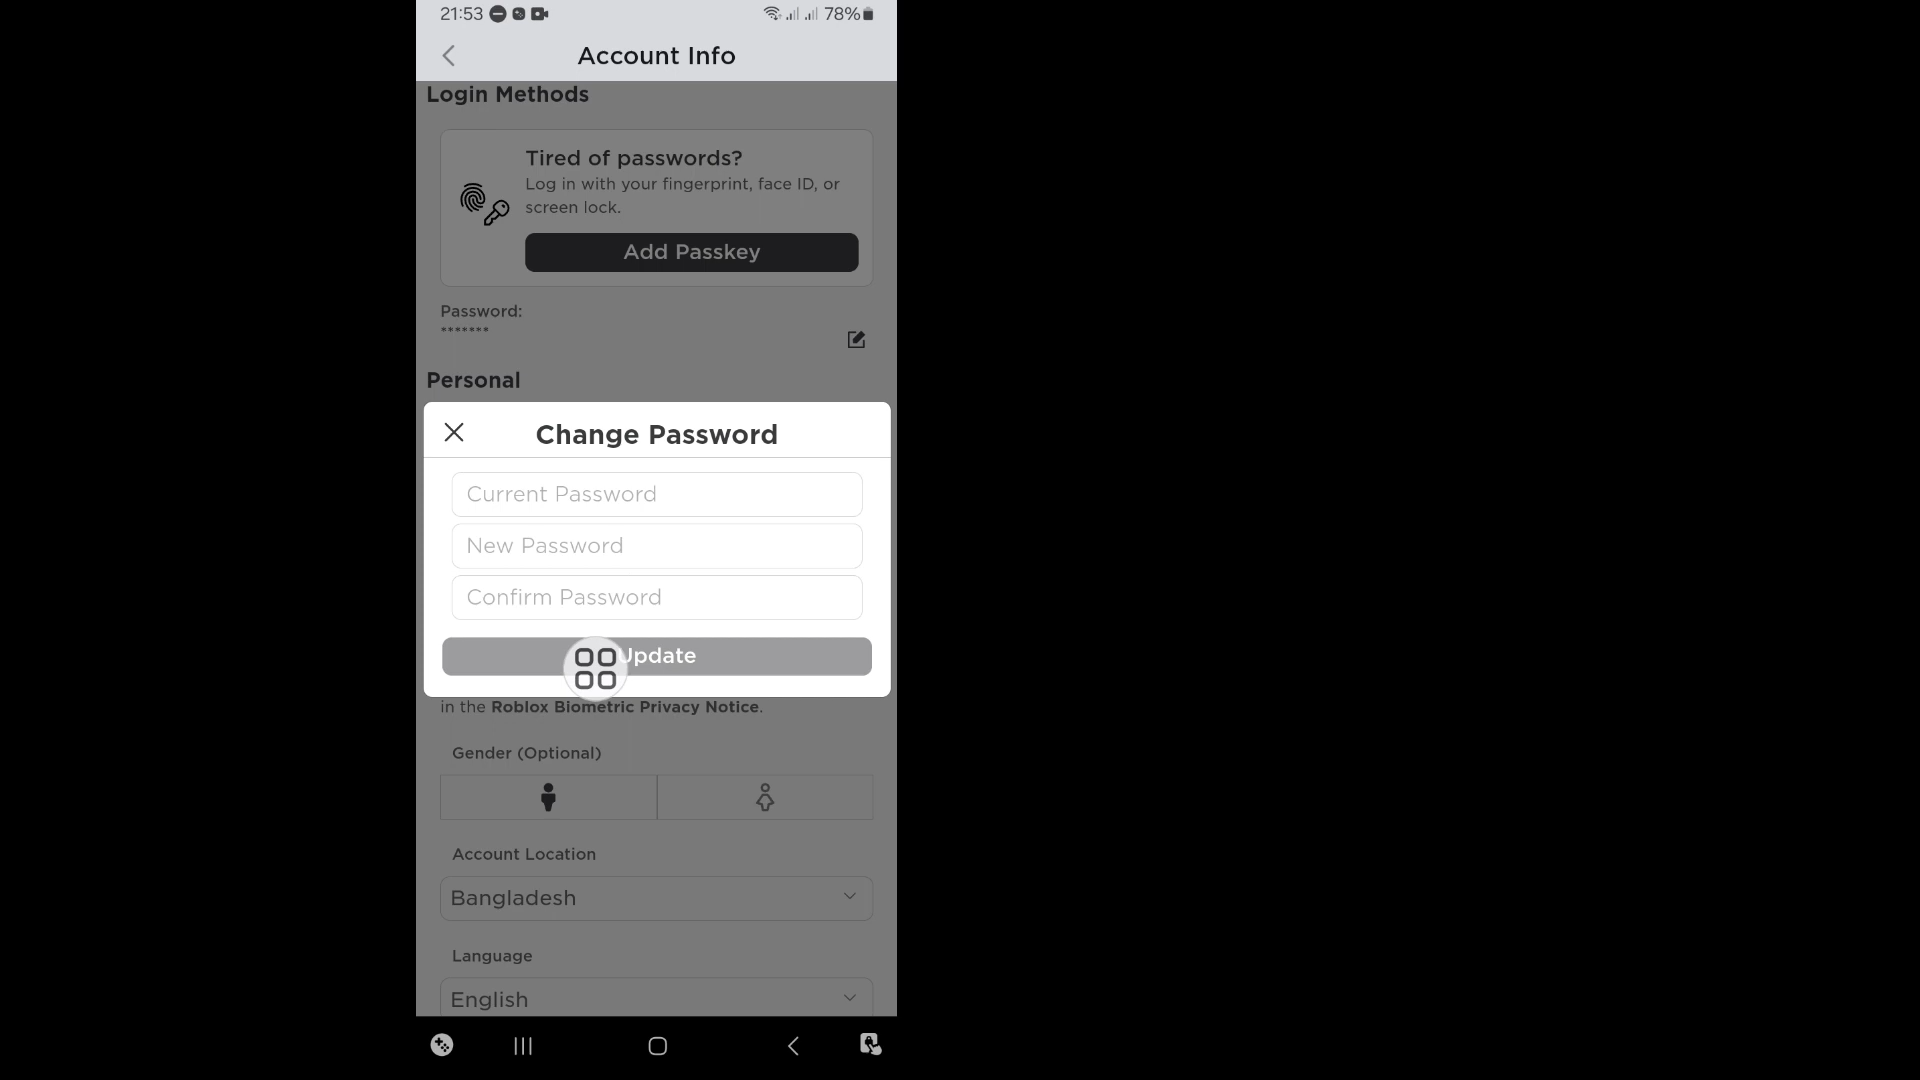 21:53
78%
Account Info
Login Methods
Tired of passwords?
Log in with your fingerprint, face ID, or
screen lock.
Add Passkey
Password:
*******
Personal
Change Password
Current Password
New Password
Confirm Password
Update
in the Roblox Biometric Privacy Notice.
Gender (Optional)
Account Location
Bangladesh
Language
English